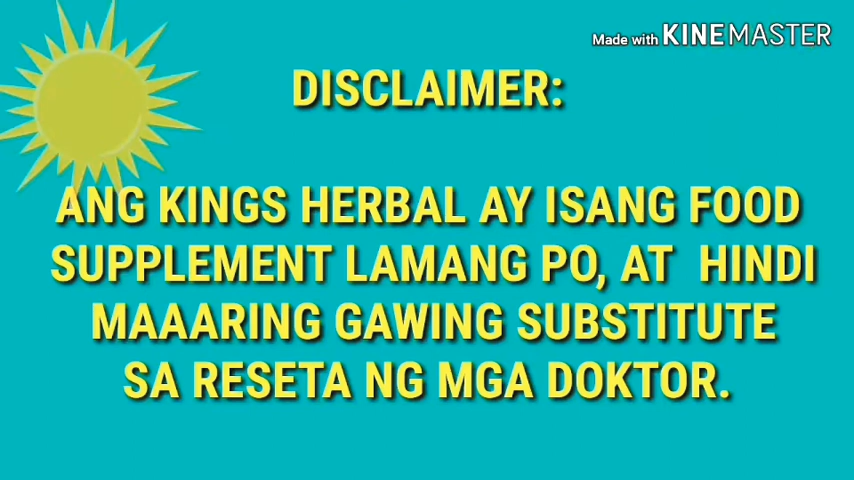 Made with KINEMASTER
DISCLAIMER:
ANG KINGS HERBAL AY ISANG FOOD
SUPPLEMENT LAMANG PO, AT HINDI
MAAARING GAWING SUBSTITUTE
SA RESETA NG MGA DOKTOR.